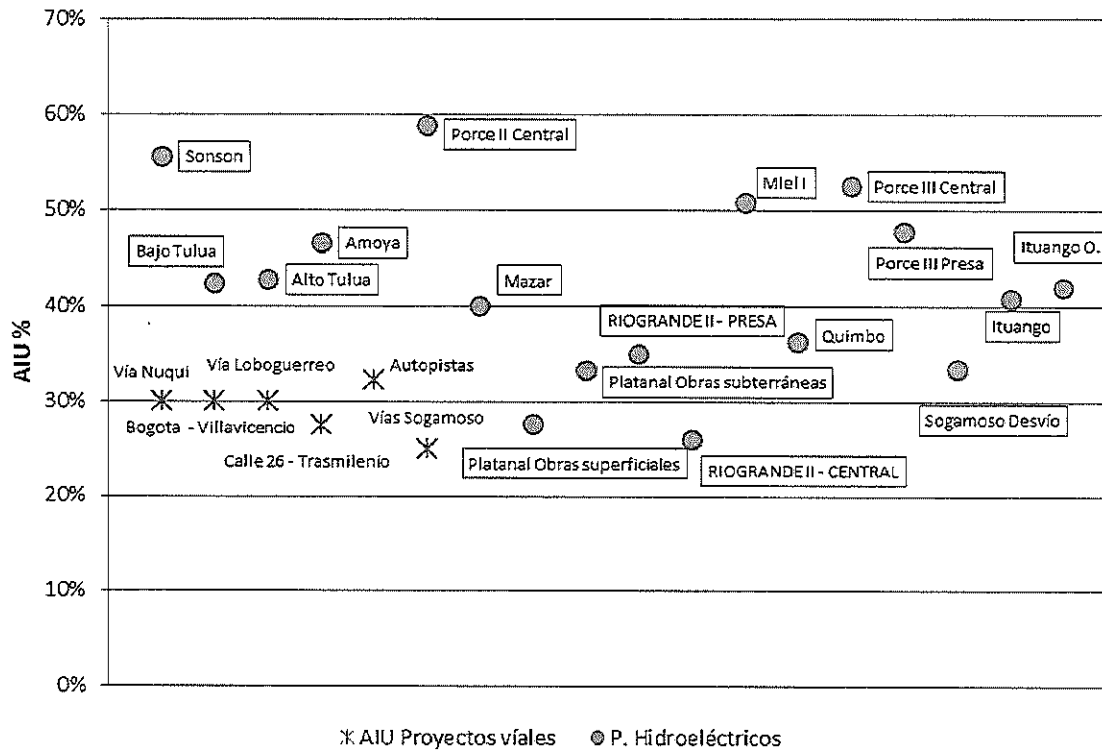 70%
60%
50%
40%
30%
20%
10%
0%
AIU %
Porce II Central
Sonson
Miel I
Porce III Central
Amoya
Bajo Tulua
Alto Tulua
Mazar
Porce III Presa
Ituango O.
RIOGRANDE II - PRESA
Quimbo
Ituango
Vía Loboguerreo
Vía Nuqui
Autopistas
Platanal Obras subterráneas
Bogota - Villavicencio
Vías Sogamoso
Sogamoso Desvío
Calle 26 - Trasmilenio
Platanal Obras superficiales
RIOGRANDE II - CENTRAL
AIU Proyectos víales
P. Hidroeléctricos